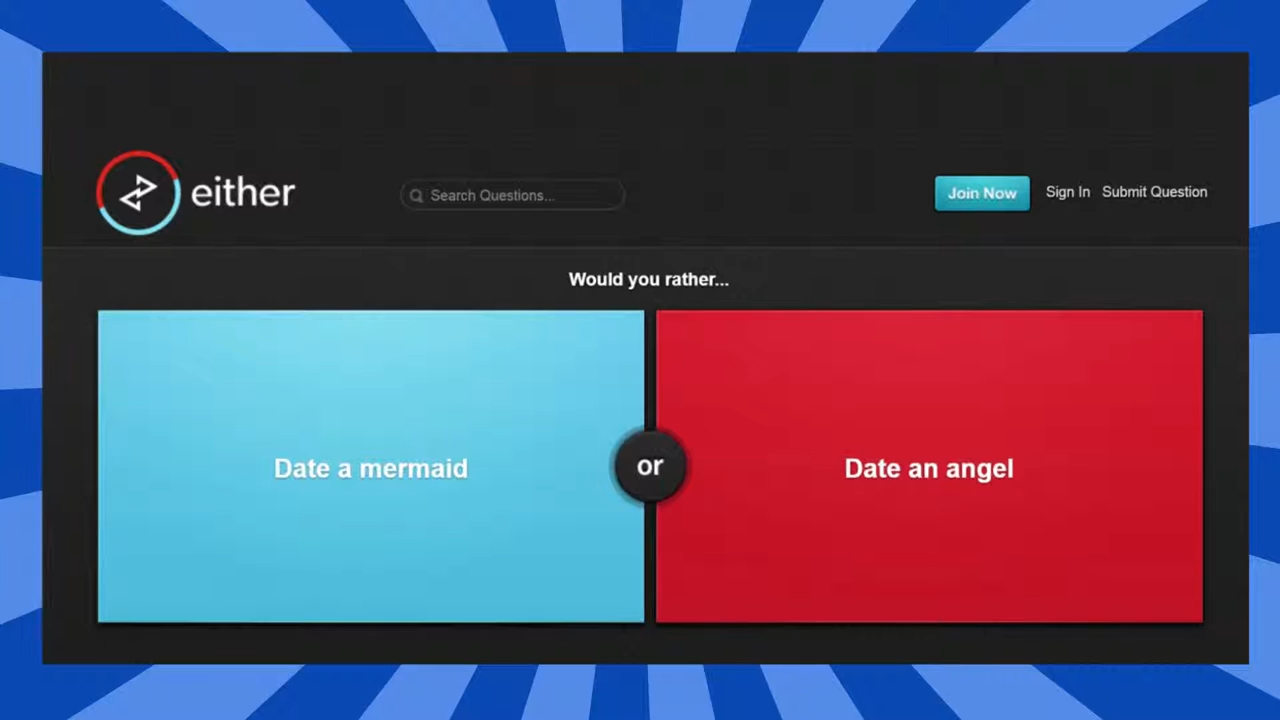 either
Search Questions...
Join Now
Sign In
Submit Question
Would you rather...
Date a mermaid
or
Date an angel